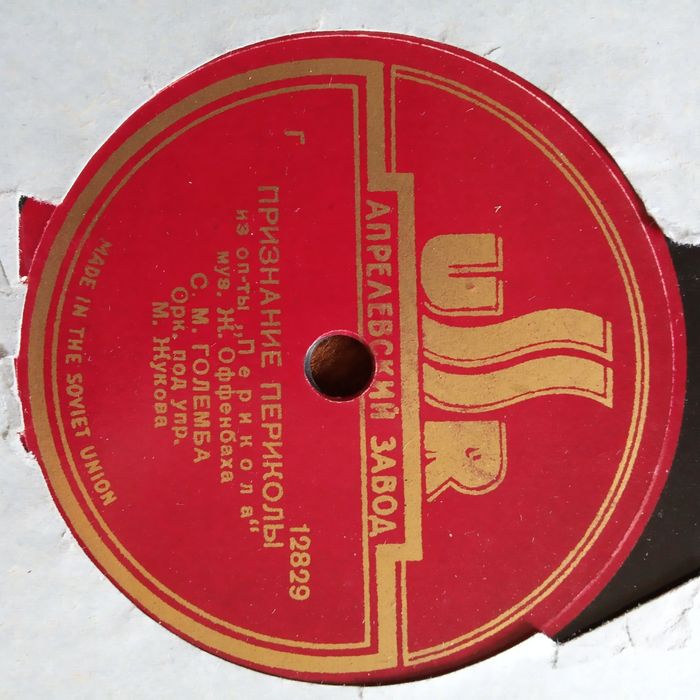 USSR
АПРЕЛЕВСКИЙ ЗАВОД
Г 12829
ПРИЗНАНИЕ ПЕРИКОЛЫ
из оп-ты „Перикола“
муз. Ж. Оффенбаха
С. М. ГОЛЕМБА
Орк. под упр.
М. Жукова
MADE IN THE SOVIET UNION